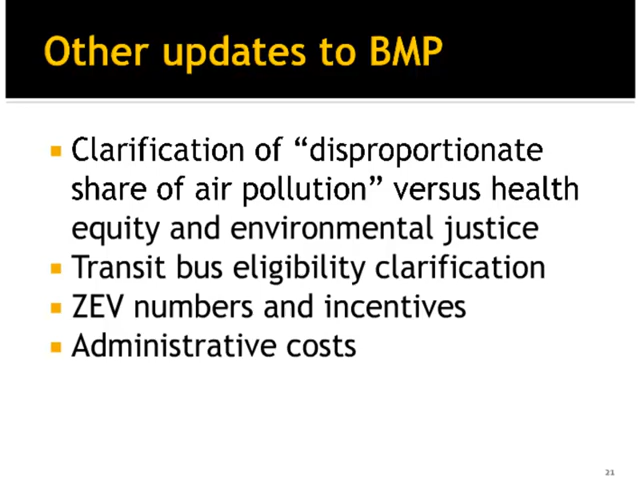 Other updates to BMP
Clarification of “disproportionate
share of air pollution” versus health
equity and environmental justice
Transit bus eligibility clarification
ZEV numbers and incentives
Administrative costs
21